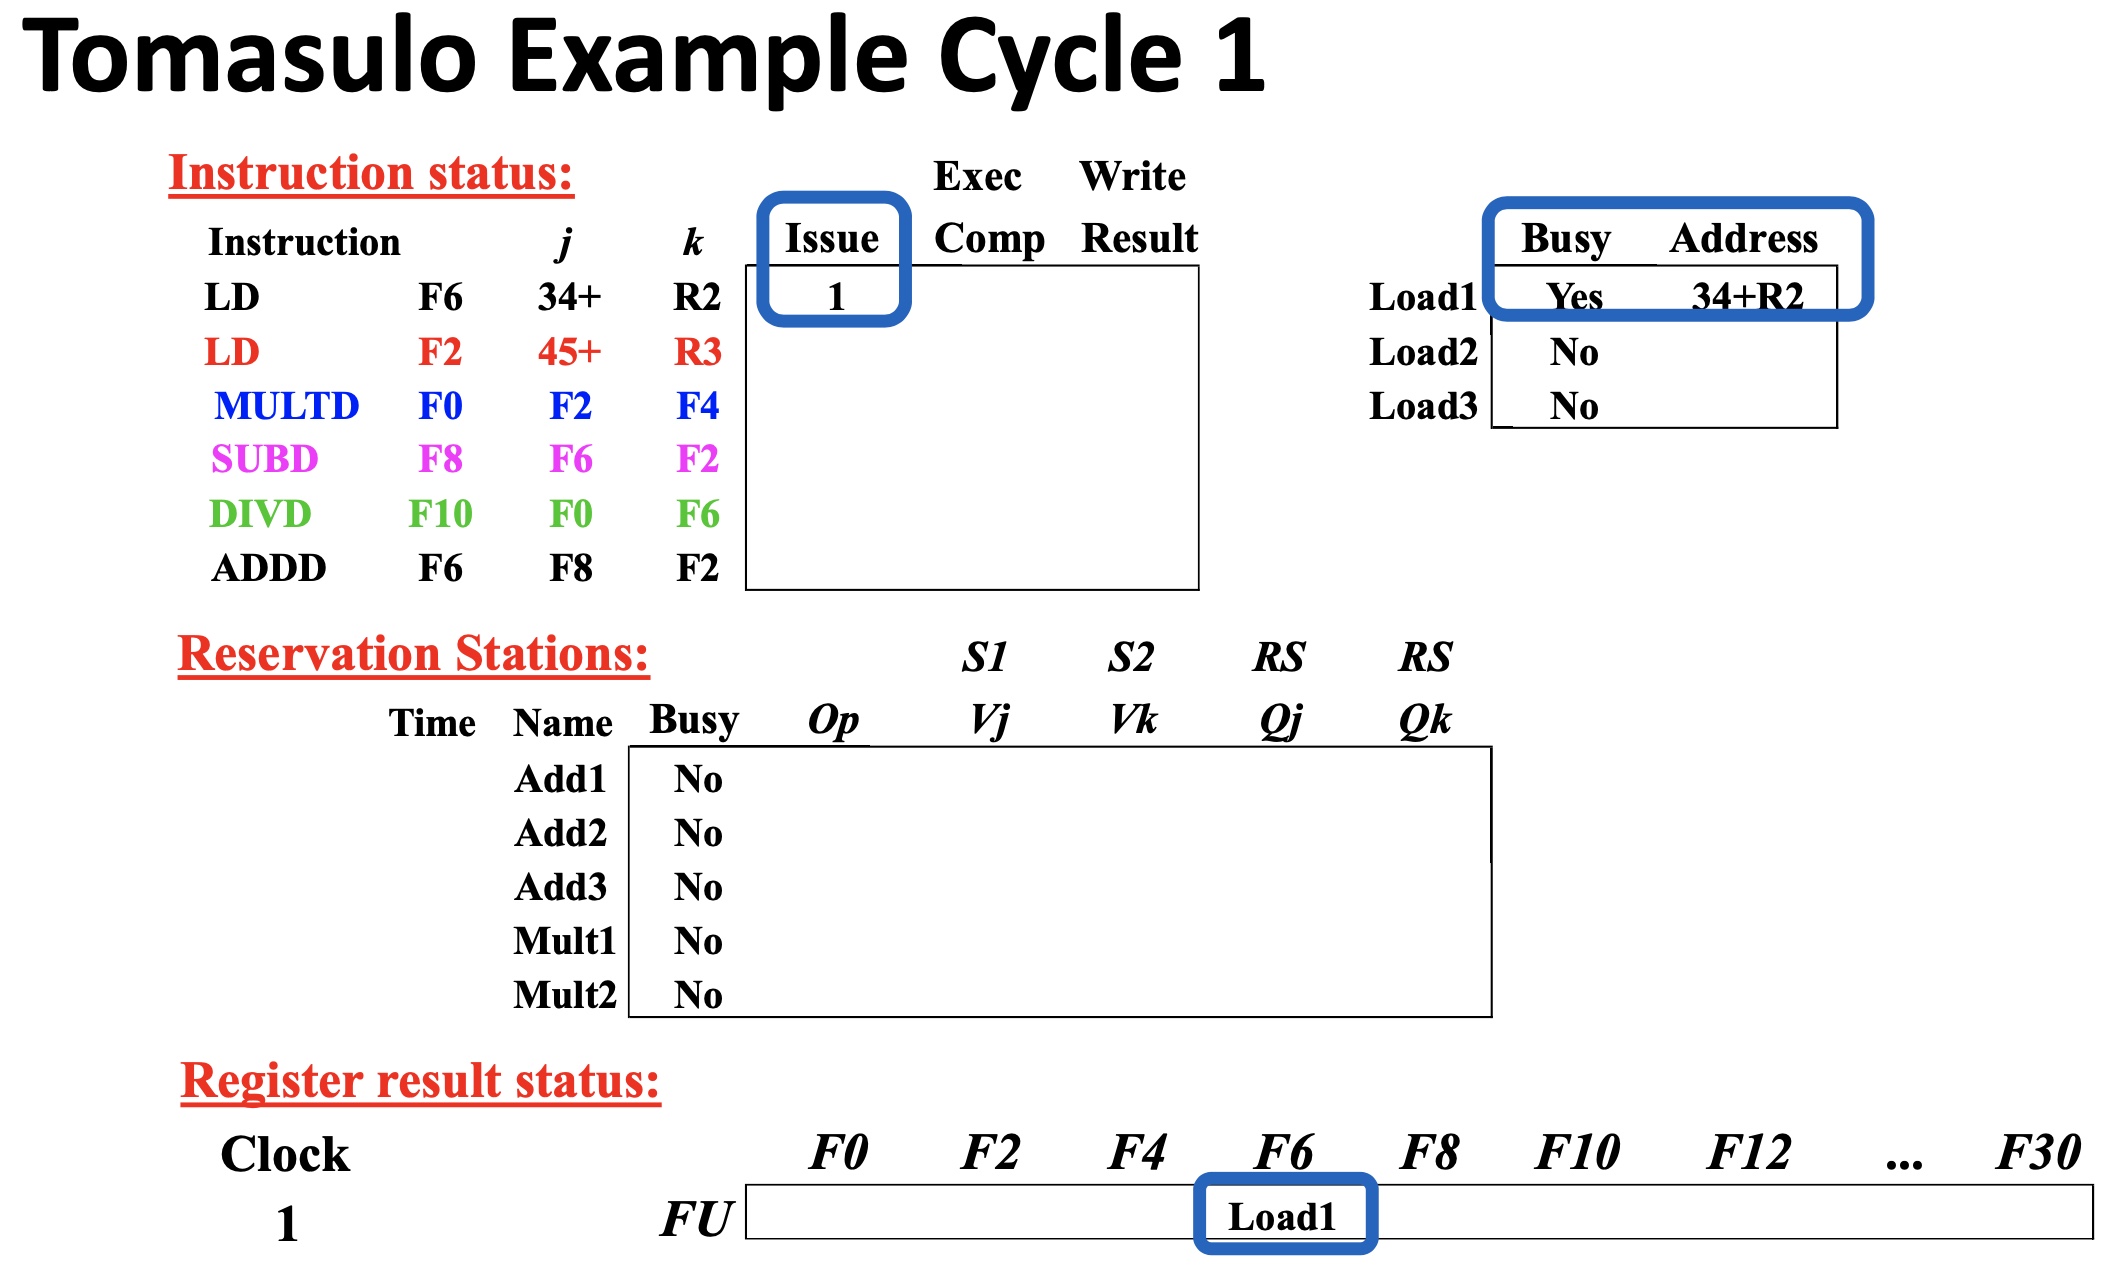 Tomasulo Example Cycle 1
Instruction status: Exec Write
Instruction j k Issue Comp Result Busy Address
LD F6 34+ R2 1 Load1 Yes 34+R2
LD F2 45+ R3 Load2 No
MULTD F0 F2 F4 Load3 No
SUBD F8 F6 F2
DIVD F10 F0 F6
ADDD F6 F8 F2
Reservation Stations: S1 S2 RS RS
Time Name Busy Op Vj Vk Qj Qk
Add1 No
Add2 No
Add3 No
Mult1 No
Mult2 No
Register result status:
Clock F0 F2 F4 F6 F8 F10 F12 ... F30
1 FU Load1